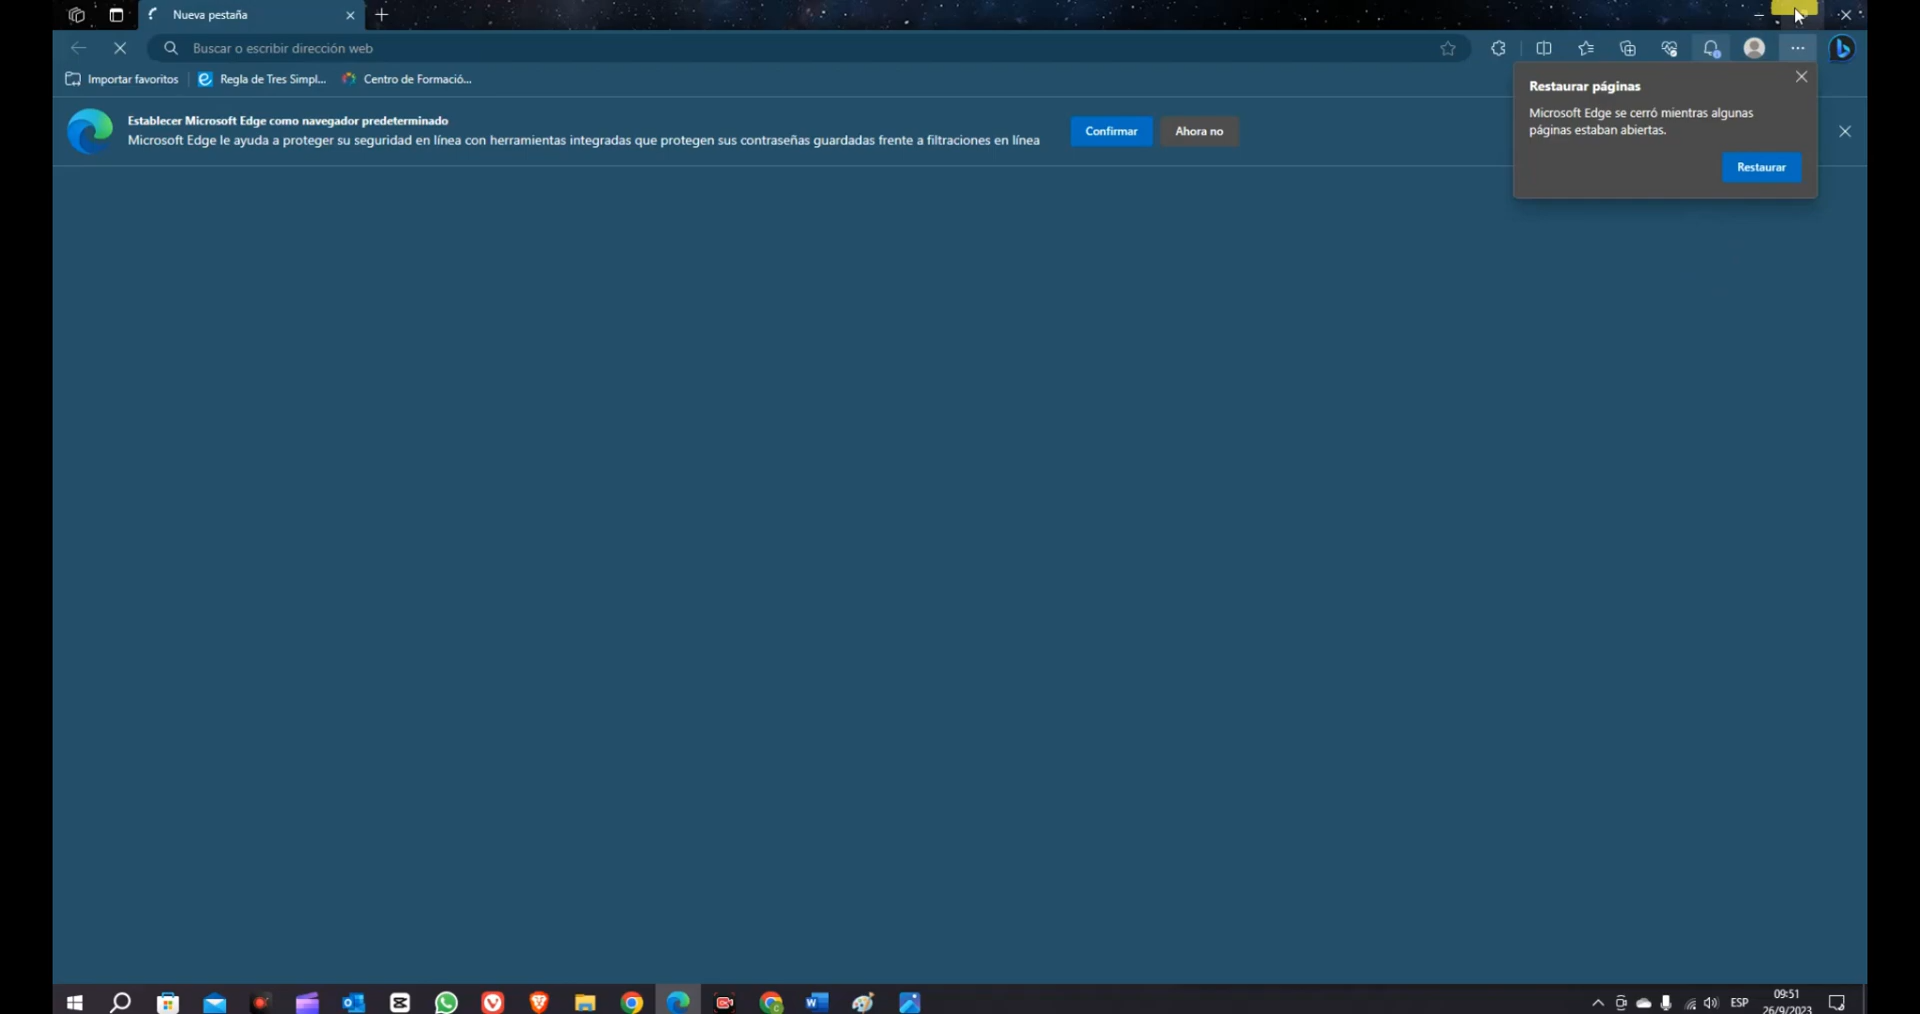 Nueva pestaña
Buscar o escribir dirección web
Importar favoritos
Regla de Tres Simpl...
Centro de Formació...
Establecer Microsoft Edge como navegador predeterminado
Microsoft Edge le ayuda a proteger su seguridad en línea con herramientas integradas que protegen sus contraseñas guardadas frente a filtraciones en línea
Confirmar
Ahora no
Restaurar páginas
Microsoft Edge se cerró mientras algunas
páginas estaban abiertas.
Restaurar
ESP
09:51
26/9/2023